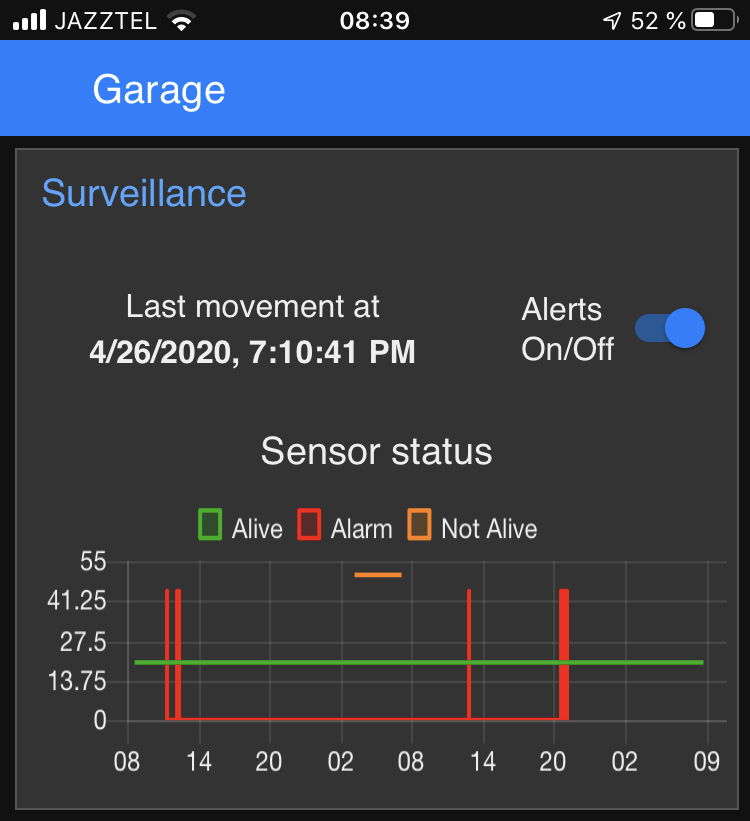 JAZZTEL 08:39 52 %
Garage
Surveillance
Last movement at
4/26/2020, 7:10:41 PM
Alerts
On/Off
Sensor status
Alive Alarm Not Alive
55
41.25
27.5
13.75
0
08 14 20 02 08 14 20 02 09